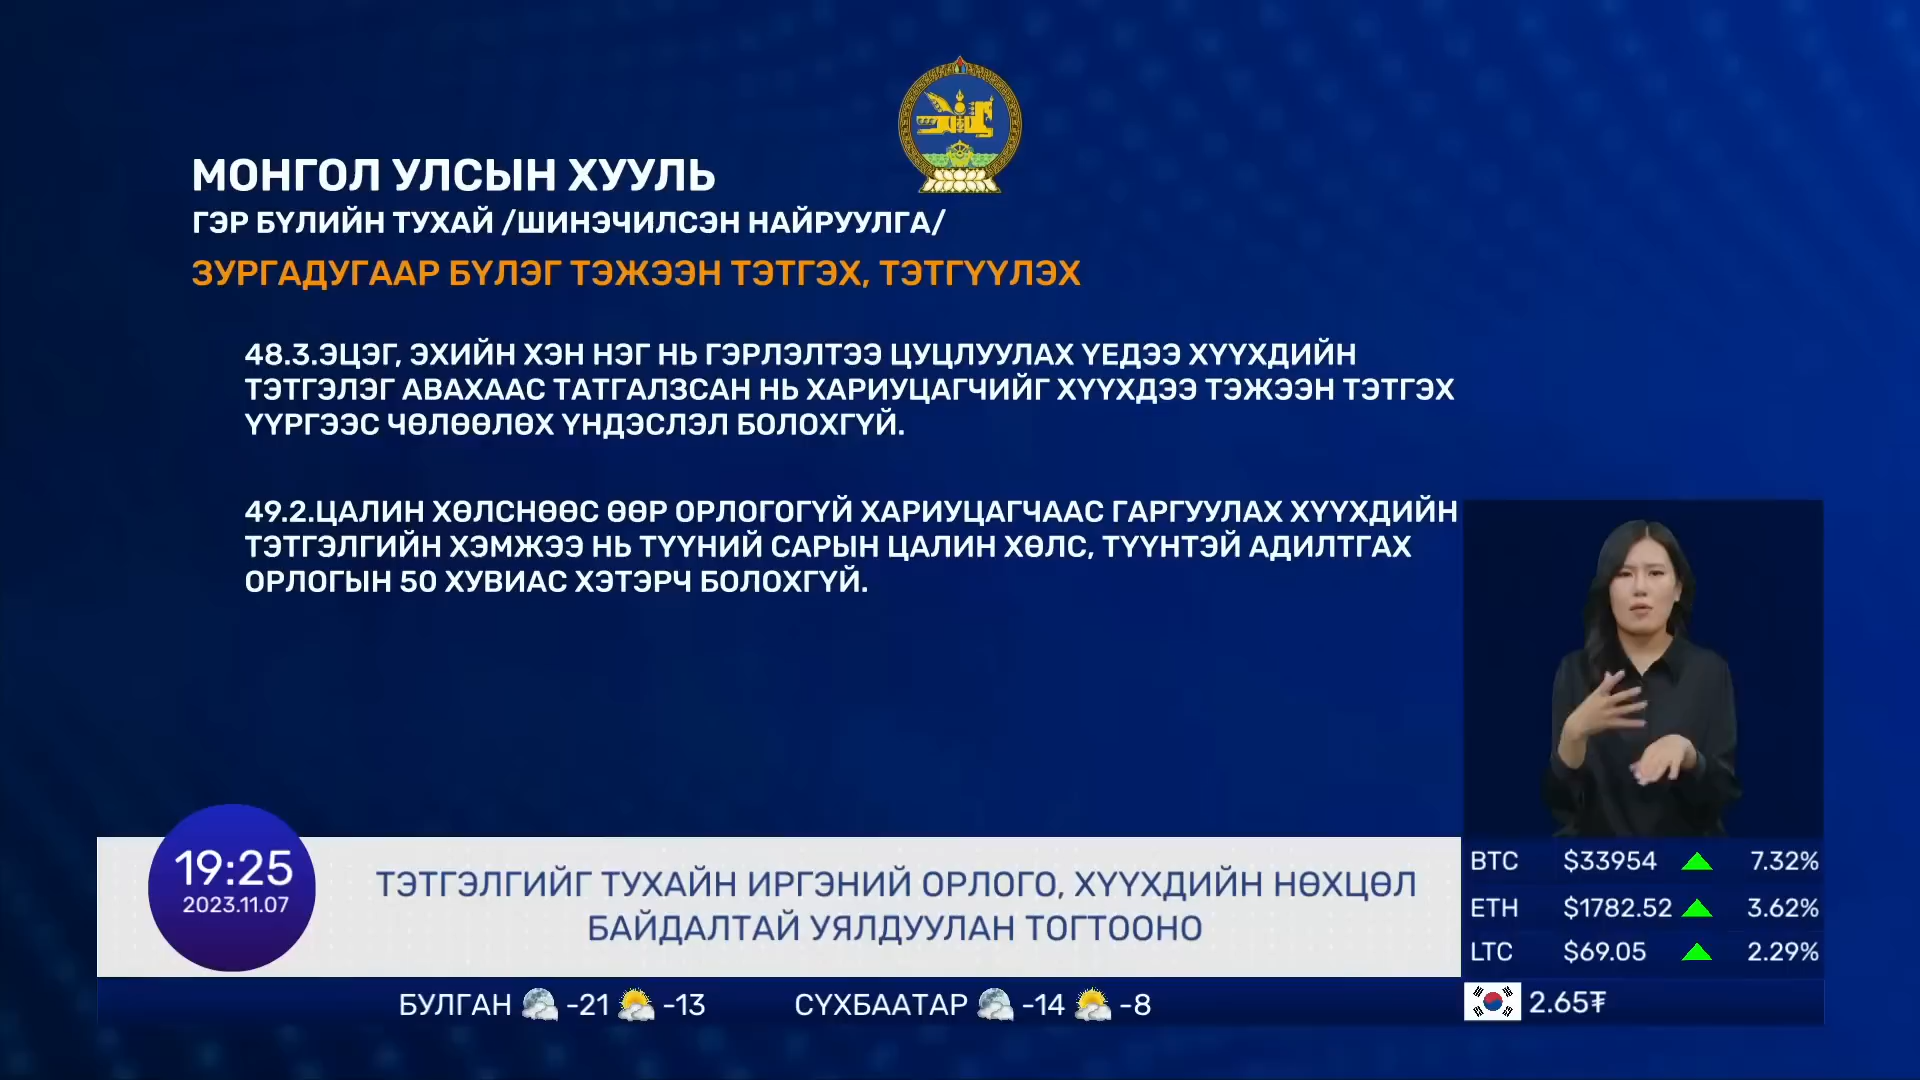 МОНГОЛ УЛСЫН ХУУЛЬ
ГЭР БҮЛИЙН ТУХАЙ /ШИНЭЧИЛСЭН НАЙРУУЛГА/
ЗУРГАДУГААР БҮЛЭГ ТЭЖЭЭН ТЭТГЭХ, ТЭТГҮҮЛЭХ
48.3.ЭЦЭГ, ЭХИЙН ХЭН НЭГ НЬ ГЭРЛЭЛТЭЭ ЦУЦЛУУЛАХ ҮЕДЭЭ ХҮҮХДИЙН
ТЭТГЭЛЭГ АВАХААС ТАТГАЛЗСАН НЬ ХАРИУЦАГЧИЙГ ХҮҮХДЭЭ ТЭЖЭЭН ТЭТГЭХ
ҮҮРГЭЭС ЧӨЛӨӨЛӨХ ҮНДЭСЛЭЛ БОЛОХГҮЙ.
49.2.ЦАЛИН ХӨЛСНӨӨС ӨӨР ОРЛОГОГҮЙ ХАРИУЦАГЧААС ГАРГУУЛАХ ХҮҮХДИЙН
ТЭТГЭЛГИЙН ХЭМЖЭЭ НЬ ТҮҮНИЙ САРЫН ЦАЛИН ХӨЛС, ТҮҮНТЭЙ АДИЛТГАХ
ОРЛОГЫН 50 ХУВИАС ХЭТЭРЧ БОЛОХГҮЙ.
19:25
2023.11.07
ТЭТГЭЛГИЙГ ТУХАЙН ИРГЭНИЙ ОРЛОГО, ХҮҮХДИЙН НӨХЦӨЛ
БАЙДАЛТАЙ УЯЛДУУЛАН ТОГТООНО
BTC $33954 7.32%
ETH $1782.52 3.62%
LTC $69.05 2.29%
БУЛГАН -21 -13 СҮХБААТАР -14 -8
2.65₮